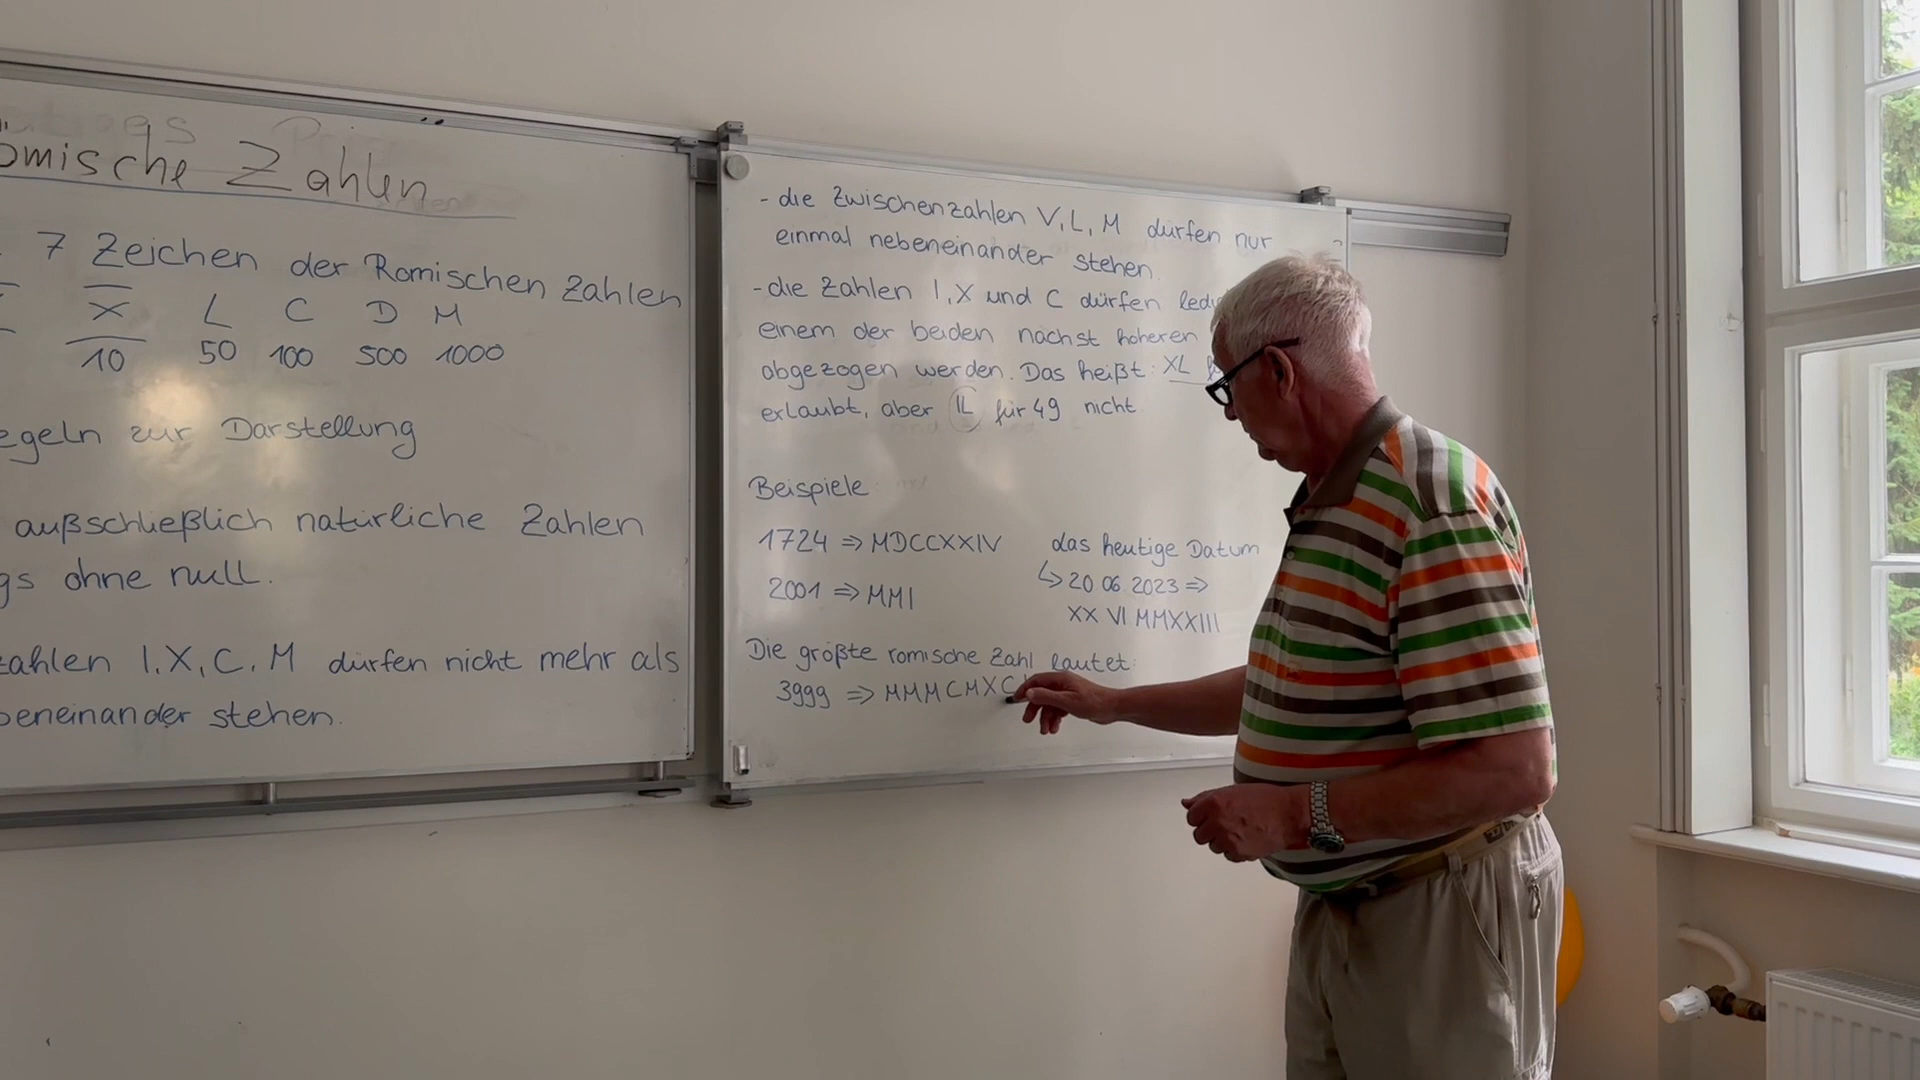 ömische Zahlen
7 Zeichen der Römischen Zahlen
X L C D M
10 50 100 500 1000
egeln zur Darstellung
außschließlich natürliche Zahlen
gs ohne null.
zahlen I, X, C, M dürfen nicht mehr als
beneinander stehen.
- die Zwischenzahlen V, L, M dürfen nur
einmal nebeneinander stehen.
- die Zahlen I, X und C dürfen
einem der beiden nächst höheren
abgezogen werden. Das heißt: XL
erlaubt, aber IL für 49 nicht
Beispiele
1724 => MDCCXXIV
2001 => MMI
das heutige Datum
↳ 20 06 2023 =>
XX VI MMXXIII
Die größte römische Zahl lautet:
3999 => MMMCMXC